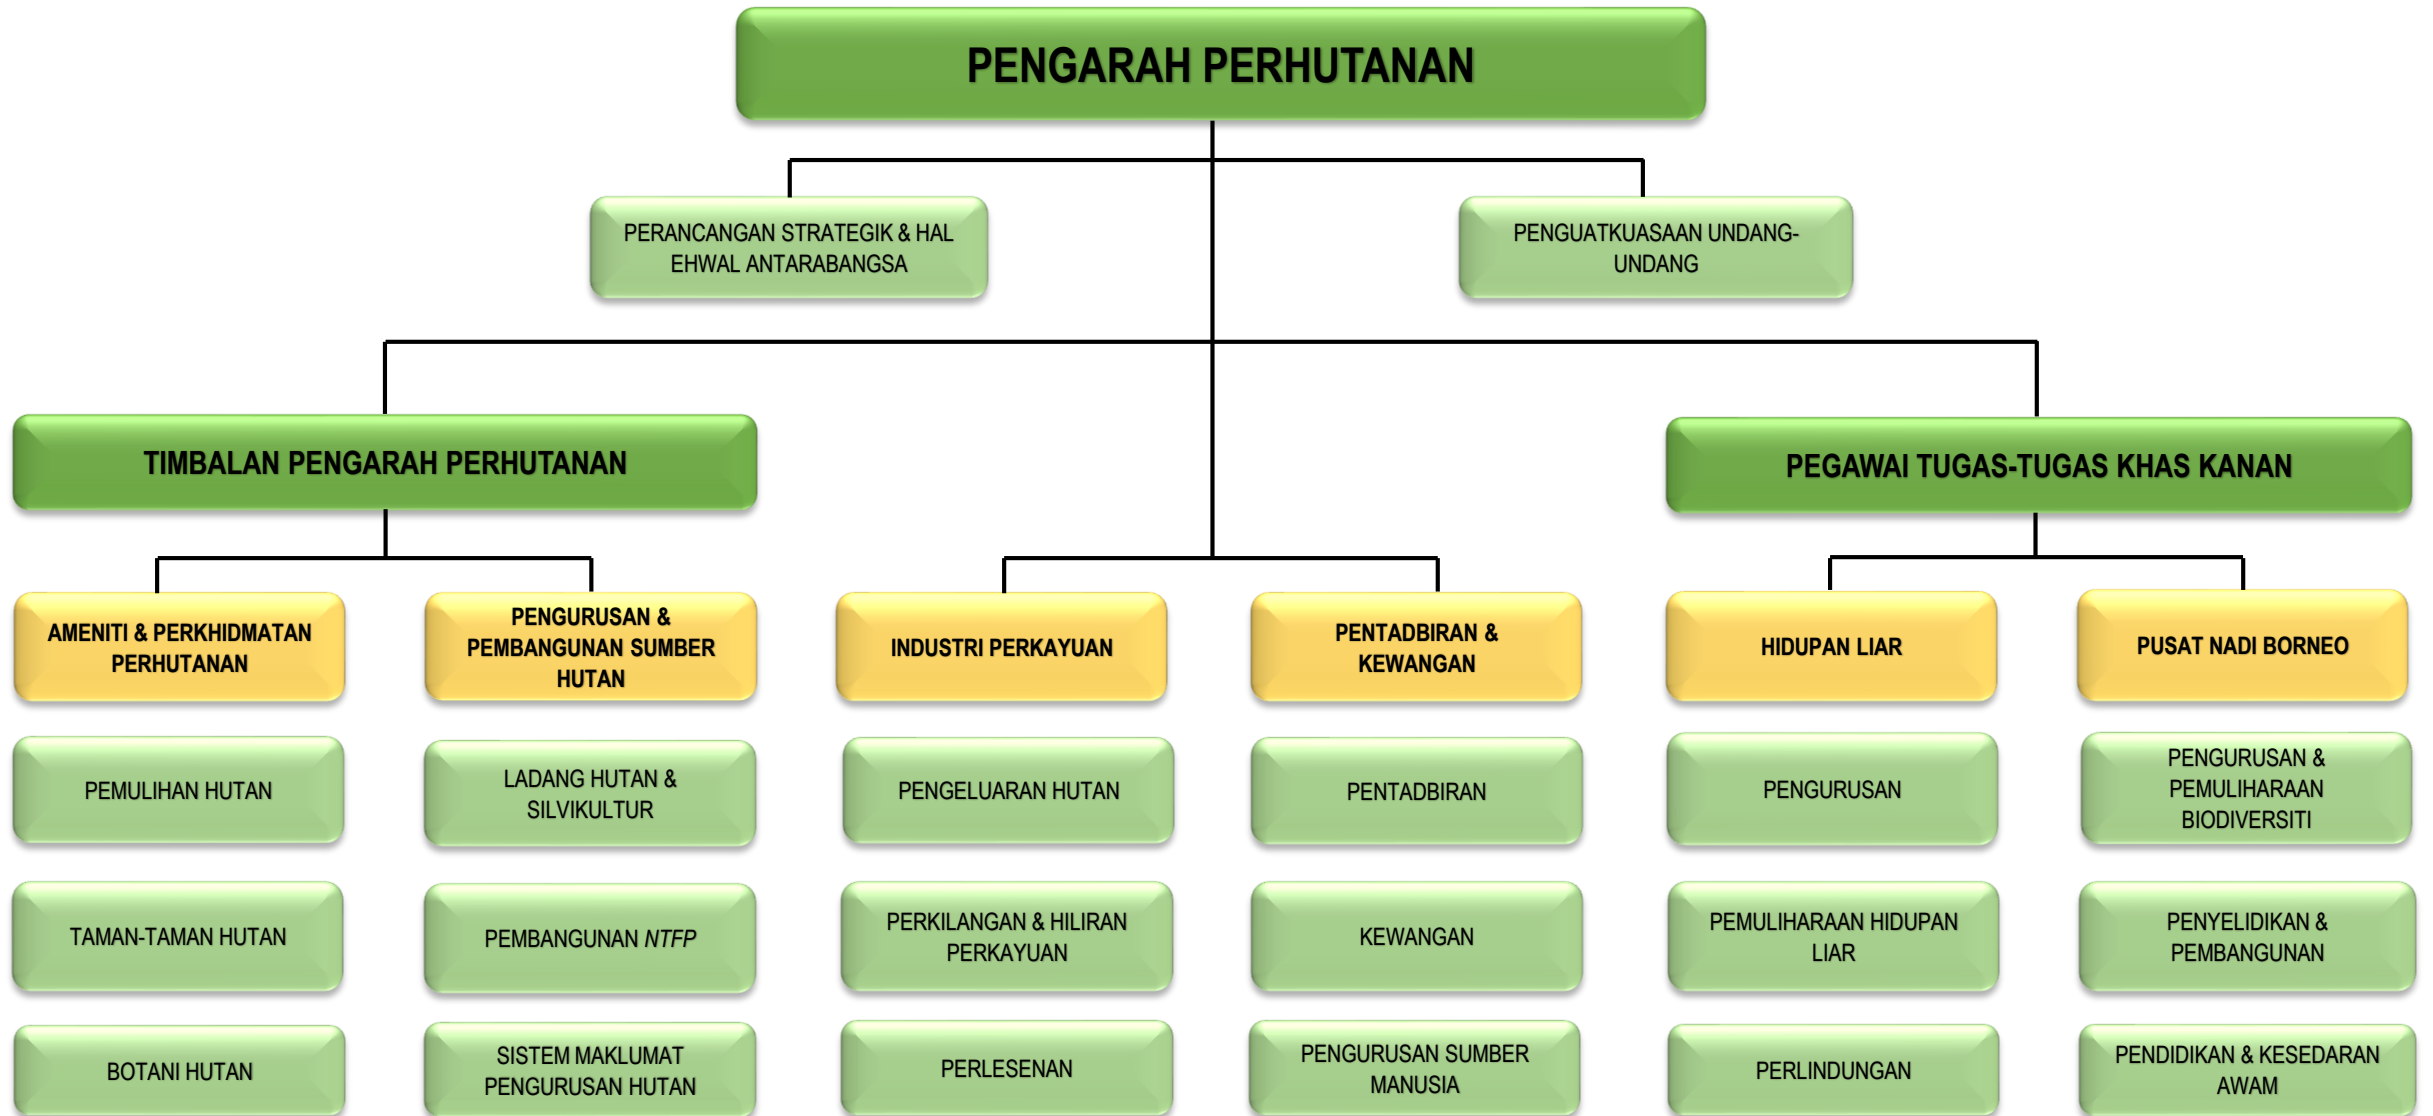 PENGARAH PERHUTANAN
PERANCANGAN STRATEGIK & HAL
EHWAL ANTARABANGSA
PENGUATKUASAAN UNDANG-
UNDANG
TIMBALAN PENGARAH PERHUTANAN
PEGAWAI TUGAS-TUGAS KHAS KANAN
AMENITI & PERKHIDMATAN
PERHUTANAN
PENGURUSAN &
PEMBANGUNAN SUMBER
HUTAN
INDUSTRI PERKAYUAN
PENTADBIRAN &
KEWANGAN
HIDUPAN LIAR
PUSAT NADI BORNEO
PEMULIHAN HUTAN
LADANG HUTAN &
SILVIKULTUR
PENGELUARAN HUTAN
PENTADBIRAN
PENGURUSAN
PENGURUSAN &
PEMULIHARAAN
BIODIVERSITI
TAMAN-TAMAN HUTAN
PEMBANGUNAN NTFP
PERKILANGAN & HILIRAN
PERKAYUAN
KEWANGAN
PEMULIHARAAN HIDUPAN
LIAR
PENYELIDIKAN &
PEMBANGUNAN
BOTANI HUTAN
SISTEM MAKLUMAT
PENGURUSAN HUTAN
PERLESENAN
PENGURUSAN SUMBER
MANUSIA
PERLINDUNGAN
PENDIDIKAN & KESEDARAN
AWAM